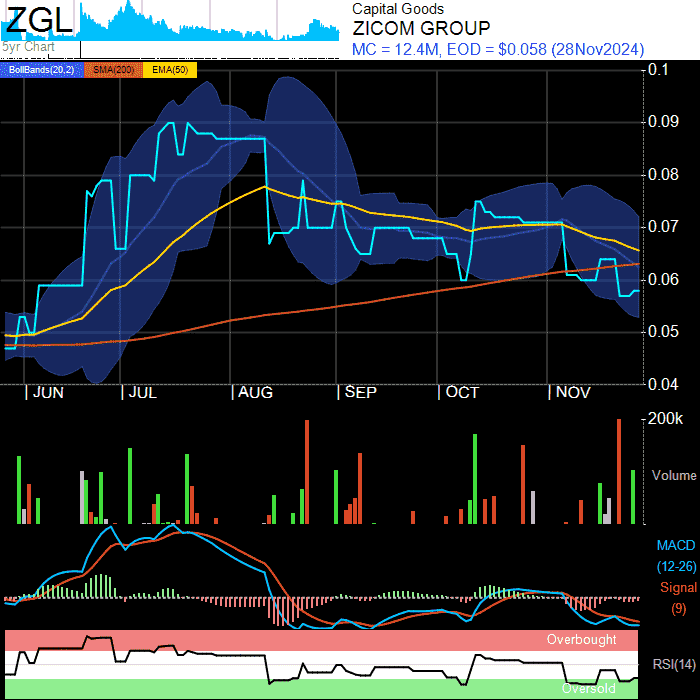 ZGL
5yr Chart
Capital Goods
ZICOM GROUP
MC = 12.4M, EOD = $0.058 (28Nov2024)
BollBands(20,2) SMA(200) EMA(50)
0.1
0.09
0.08
0.07
0.06
0.05
0.04
JUN JUL AUG SEP OCT NOV
200k
Volume
MACD
(12-26)
Signal
(9)
Overbought
RSI(14)
Oversold